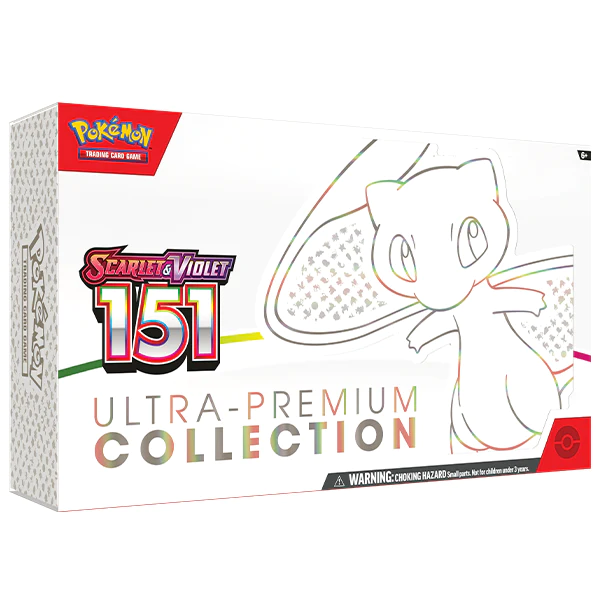 POKéMON
TRADING CARD GAME
6+
POKéMON
TRADING CARD GAME
SCARLET & VIOLET
151
ULTRA-PREMIUM
COLLECTION
WARNING: CHOKING HAZARD Small parts. Not for children under 3 years.